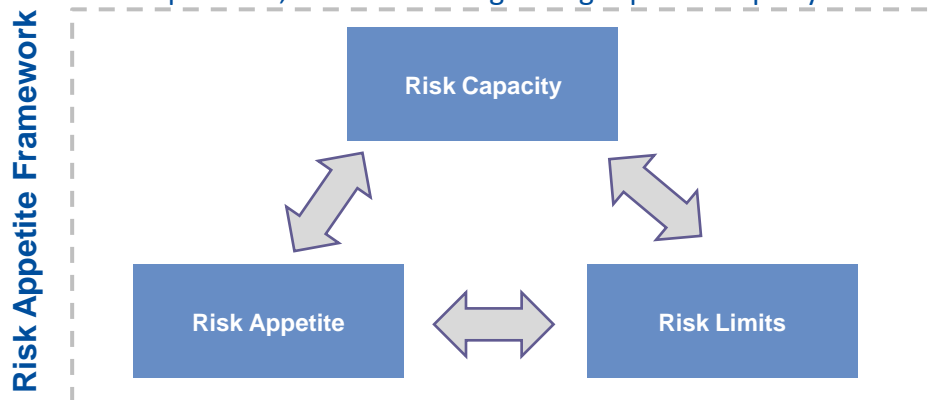 Risk Appetite Framework
Risk Capacity
Risk Appetite
Risk Limits